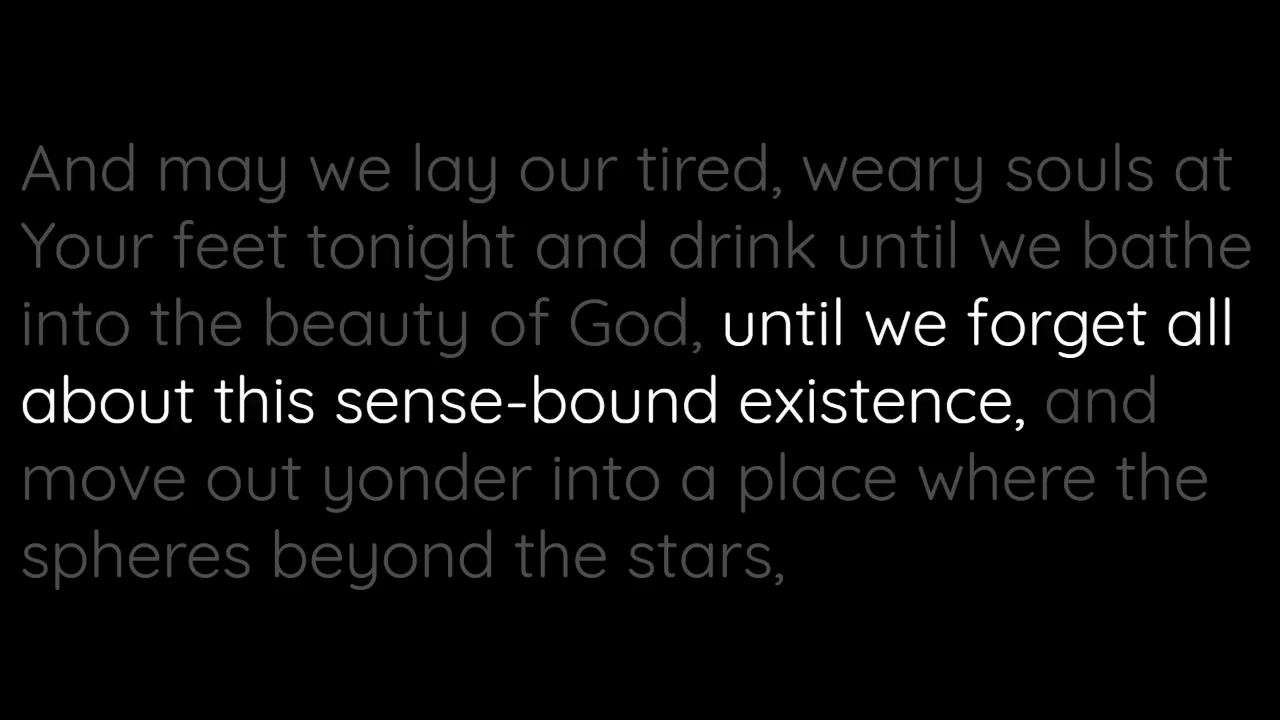 And may we lay our tired, weary souls at
Your feet tonight and drink until we bathe
into the beauty of God, until we forget all
about this sense-bound existence, and
move out yonder into a place where the
spheres beyond the stars,